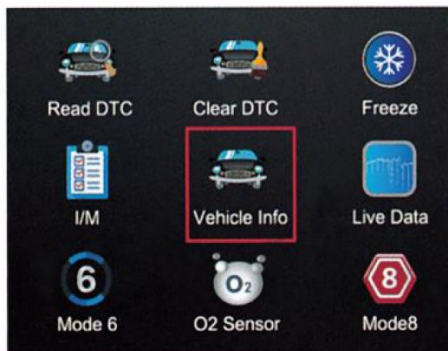 Read DTC
Clear DTC
Freeze
I/M
Vehicle Info
Live Data
6
O2
8
Mode 6
O2 Sensor
Mode8